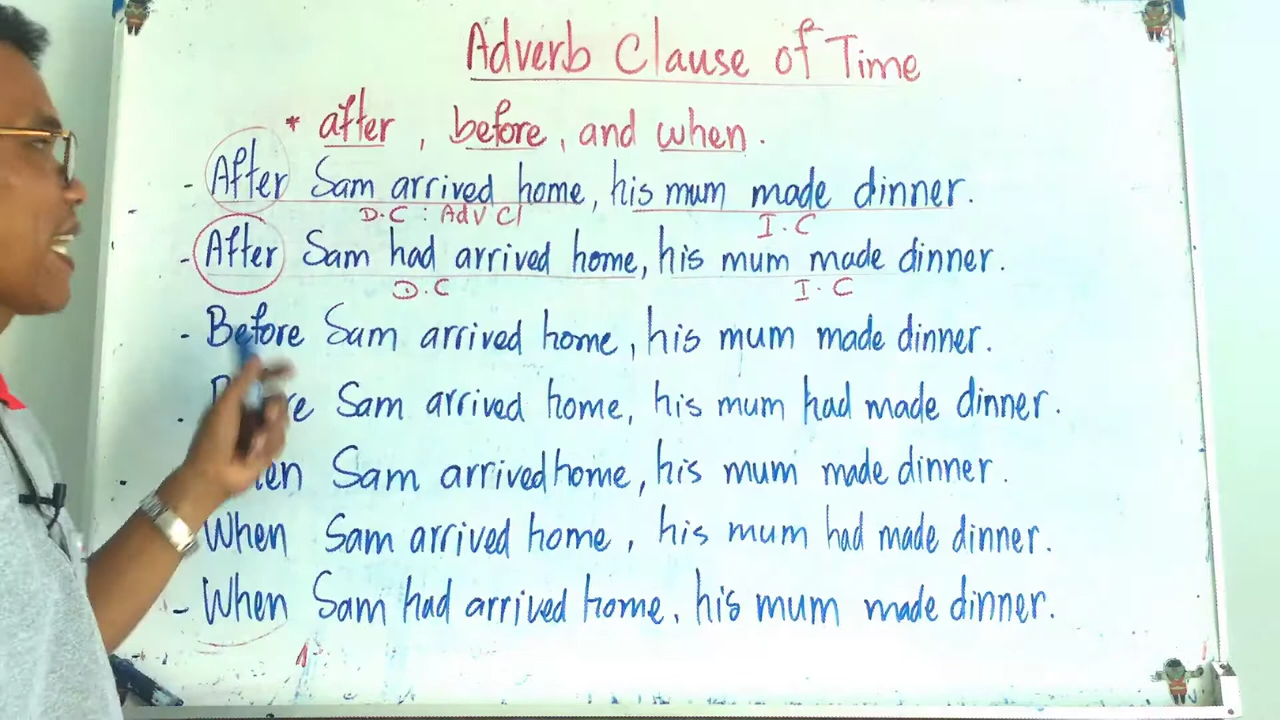 Adverb Clause of Time
* after, before, and when.
- After Sam arrived home, his mum made dinner.
D.C : Adv Cl
I.C
- After Sam had arrived home, his mum made dinner.
D.C
I.C
- Before Sam arrived home, his mum made dinner.
Sam arrived home, his mum had made dinner.
Sam arrived home, his mum made dinner.
When Sam arrived home, his mum had made dinner.
- When Sam had arrived home, his mum made dinner.